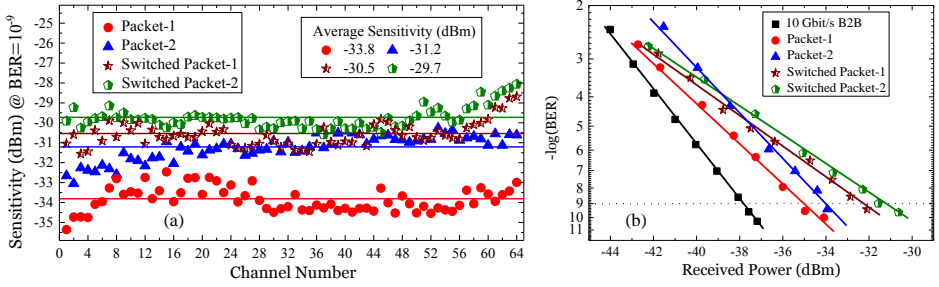 -25
-26
-27
-28
-29
-30
-31
-32
-33
-34
-35
Sensitivity (dBm) @ BER=10⁻⁹
Packet-1
Packet-2
Switched Packet-1
Switched Packet-2
Average Sensitivity (dBm)
-33.8 -31.2
-30.5 -29.7
(a)
0 4 8 12 16 20 24 28 32 36 40 44 48 52 56 60 64
Channel Number
2
3
4
5
6
7
8
9
10
11
-log(BER)
10 Gbit/s B2B
Packet-1
Packet-2
Switched Packet-1
Switched Packet-2
(b)
-44 -42 -40 -38 -36 -34 -32 -30
Received Power (dBm)